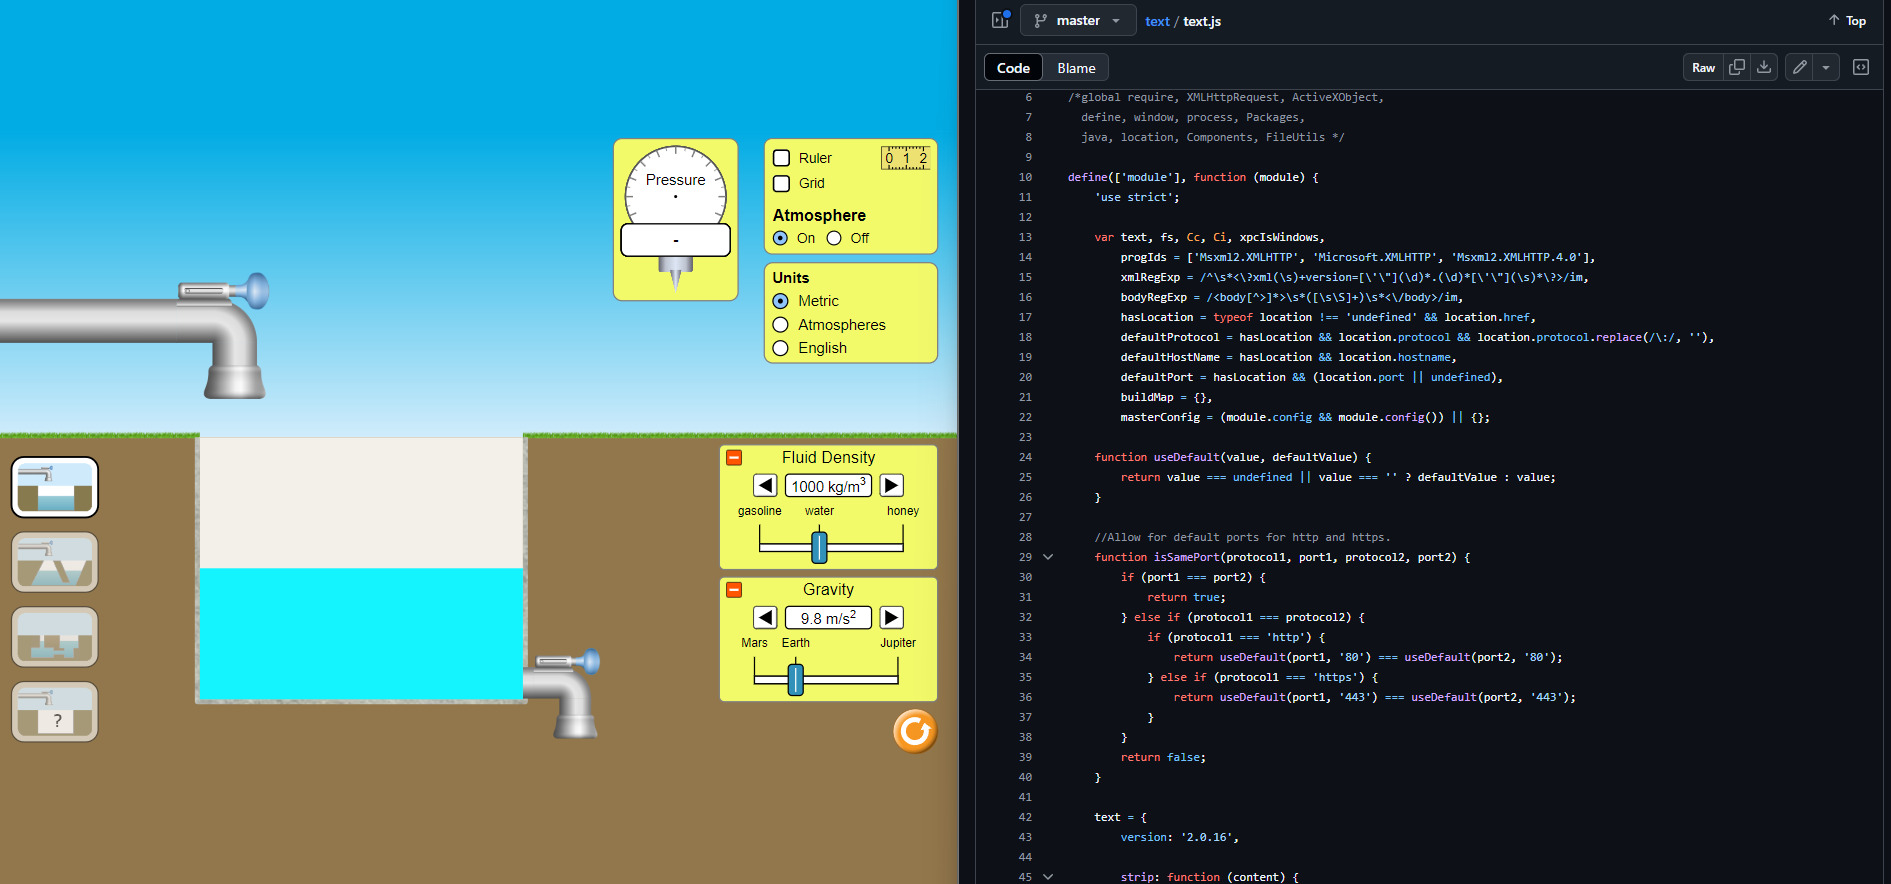 Pressure
-
Ruler
0 1 2
Grid
Atmosphere
On Off
Units
Metric
Atmospheres
English
Fluid Density
1000 kg/m³
gasoline water honey
Gravity
9.8 m/s²
Mars Earth Jupiter
?
master text / text.js Top
Code Blame Raw
6 /*global require, XMLHttpRequest, ActiveXObject,
7 define, window, process, Packages,
8 java, location, Components, FileUtils */
9
10 define(['module'], function (module) {
11 'use strict';
12
13 var text, fs, Cc, Ci, xpcIsWindows,
14 progIds = ['Msxml2.XMLHTTP', 'Microsoft.XMLHTTP', 'Msxml2.XMLHTTP.4.0'],
15 xmlRegExp = /^\s*<\?xml(\s)+version=[\'\"](\d)*.(\d)*[\'\"](\s)*\?>/im,
16 bodyRegExp = /<body[^>]*>\s*([\s\S]+)\s*<\/body>/im,
17 hasLocation = typeof location !== 'undefined' && location.href,
18 defaultProtocol = hasLocation && location.protocol && location.protocol.replace(/\:/, ''),
19 defaultHostName = hasLocation && location.hostname,
20 defaultPort = hasLocation && (location.port || undefined),
21 buildMap = {},
22 masterConfig = (module.config && module.config()) || {};
23
24 function useDefault(value, defaultValue) {
25 return value === undefined || value === '' ? defaultValue : value;
26 }
27
28 //Allow for default ports for http and https.
29 function isSamePort(protocol1, port1, protocol2, port2) {
30 if (port1 === port2) {
31 return true;
32 } else if (protocol1 === protocol2) {
33 if (protocol1 === 'http') {
34 return useDefault(port1, '80') === useDefault(port2, '80');
35 } else if (protocol1 === 'https') {
36 return useDefault(port1, '443') === useDefault(port2, '443');
37 }
38 }
39 return false;
40 }
41
42 text = {
43 version: '2.0.16',
44
45 strip: function (content) {